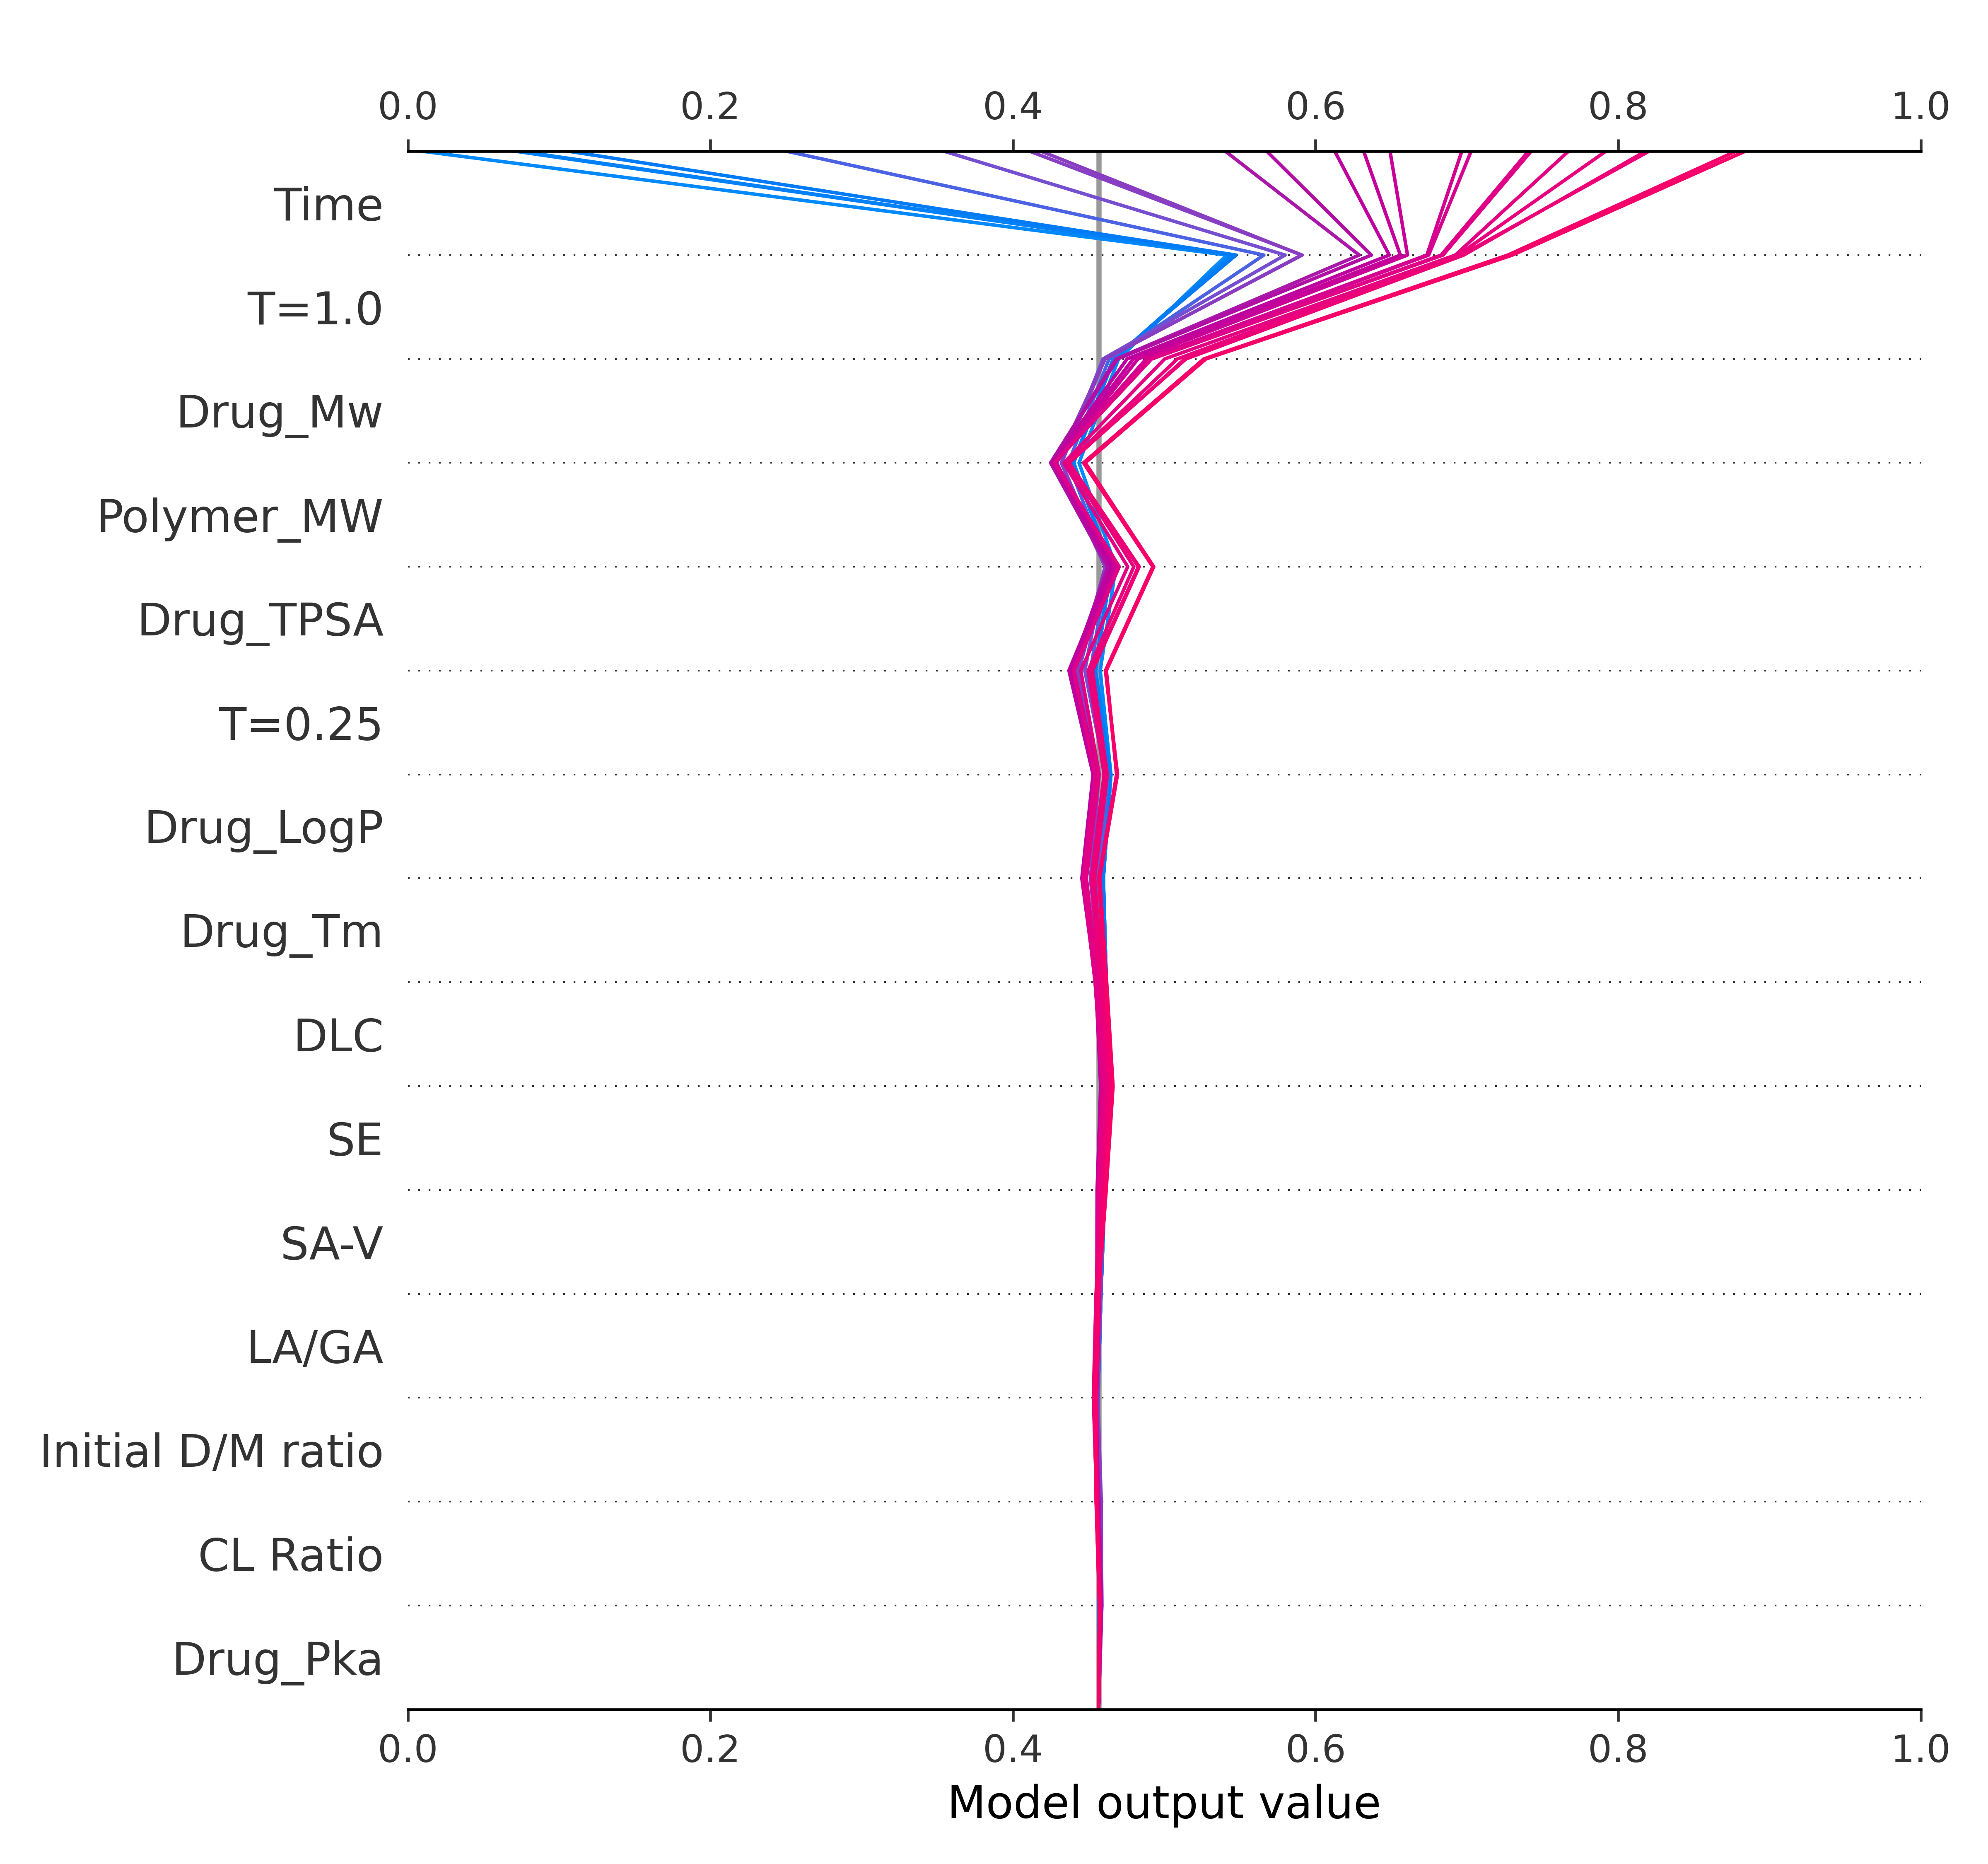 0.0 0.2 0.4 0.6 0.8 1.0
Time
T=1.0
Drug_Mw
Polymer_MW
Drug_TPSA
T=0.25
Drug_LogP
Drug_Tm
DLC
SE
SA-V
LA/GA
Initial D/M ratio
CL Ratio
Drug_Pka
0.0 0.2 0.4 0.6 0.8 1.0
Model output value